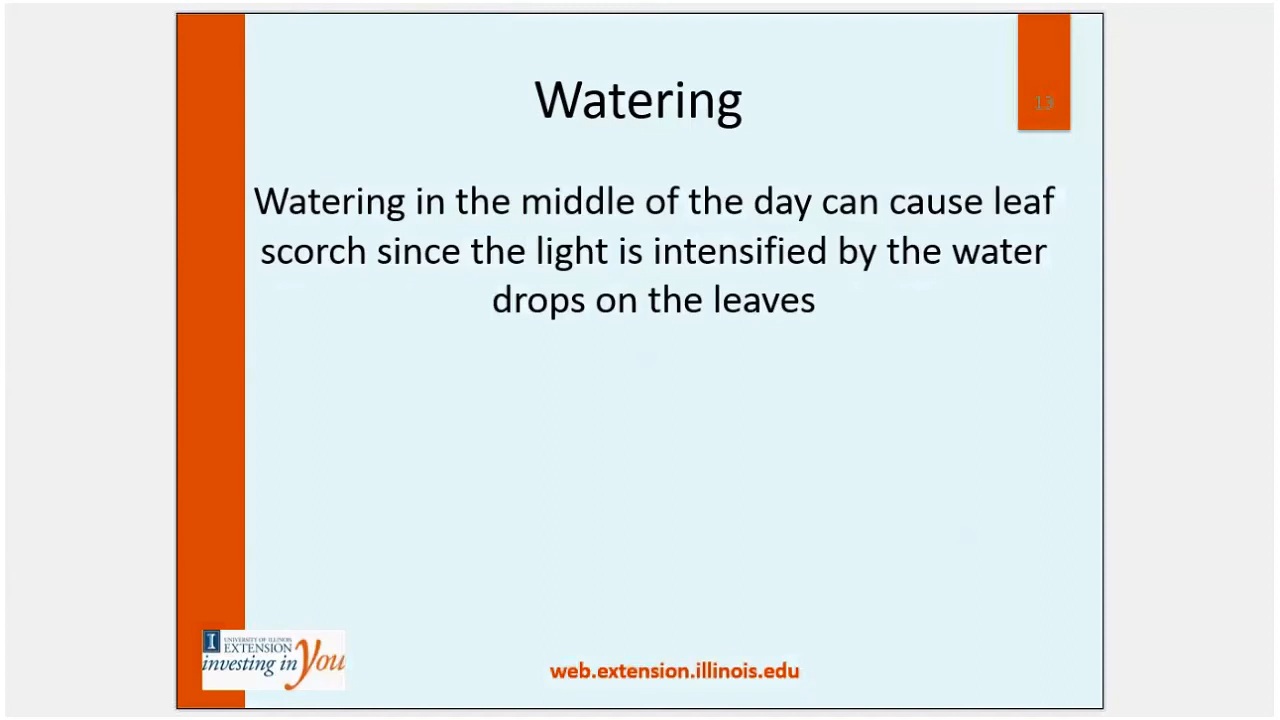 Watering
13
Watering in the middle of the day can cause leaf
scorch since the light is intensified by the water
drops on the leaves
I
UNIVERSITY OF ILLINOIS
EXTENSION
investing in you
web.extension.illinois.edu